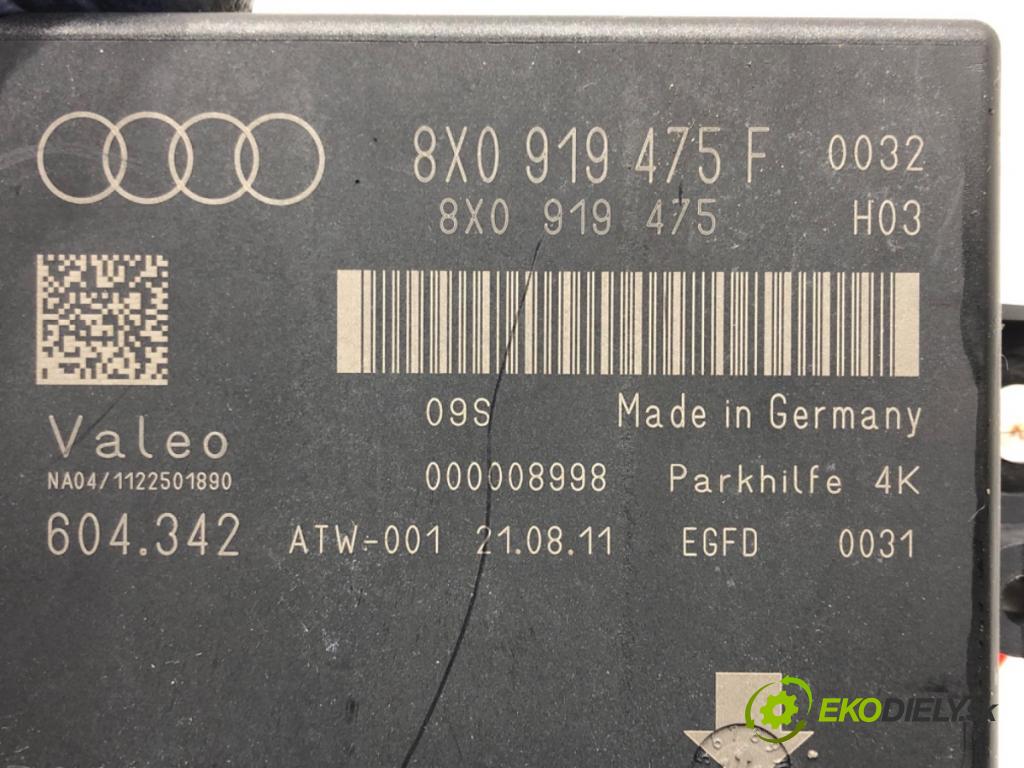 8X0 919 475 F 0032
8X0 919 475 H03
09S Made in Germany
Valeo
NA04/1122501890
000008998 Parkhilfe 4K
604.342 ATW-001 21.08.11 EGFD 0031
EKODIELY.sk